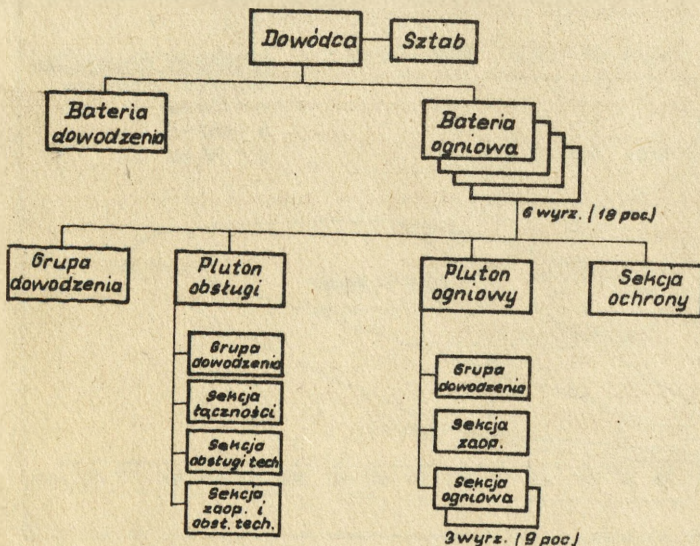 Dowódca
Sztab
Bateria
dowodzenia
Bateria
ogniowa
6 wyrz. (18 poc.)
Grupa
dowodzenia
Pluton
obsługi
Pluton
ogniowy
Sekcja
ochrony
Grupa
dowodzenia
Sekcja
łączności
Sekcja
obsługi tech
Sekcja
zaop. i
obsł. tech.
Grupa
dowodzenia
Sekcja
zaop.
Sekcja
ogniowa
3 wyrz. (9 poc.)